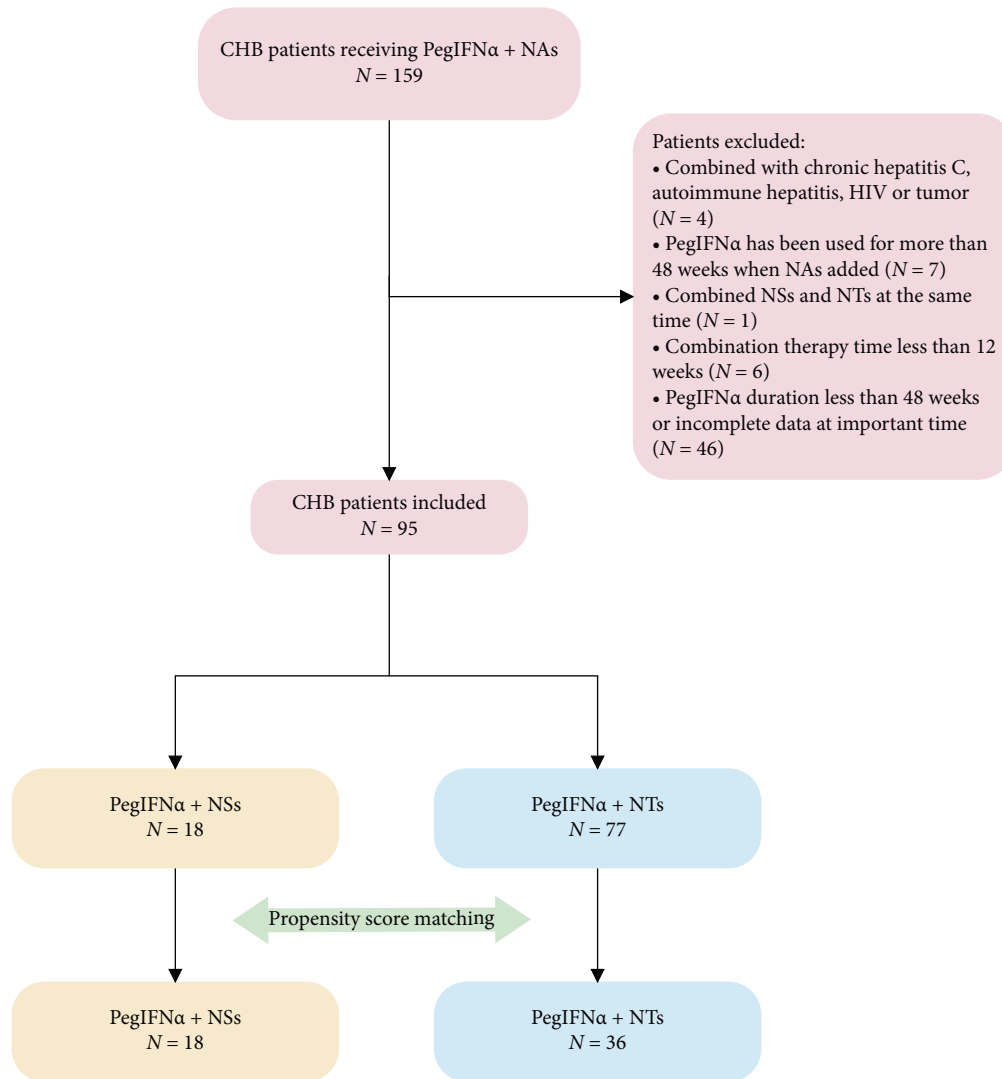 CHB patients receiving PegIFNα + NAs
N = 159
Patients excluded:
• Combined with chronic hepatitis C,
autoimmune hepatitis, HIV or tumor
(N = 4)
• PegIFNα has been used for more than
48 weeks when NAs added (N = 7)
• Combined NSs and NTs at the same
time (N = 1)
• Combination therapy time less than 12
weeks (N = 6)
• PegIFNα duration less than 48 weeks
or incomplete data at important time
(N = 46)
CHB patients included
N = 95
PegIFNα + NSs
N = 18
PegIFNα + NTs
N = 77
Propensity score matching
PegIFNα + NSs
N = 18
PegIFNα + NTs
N = 36